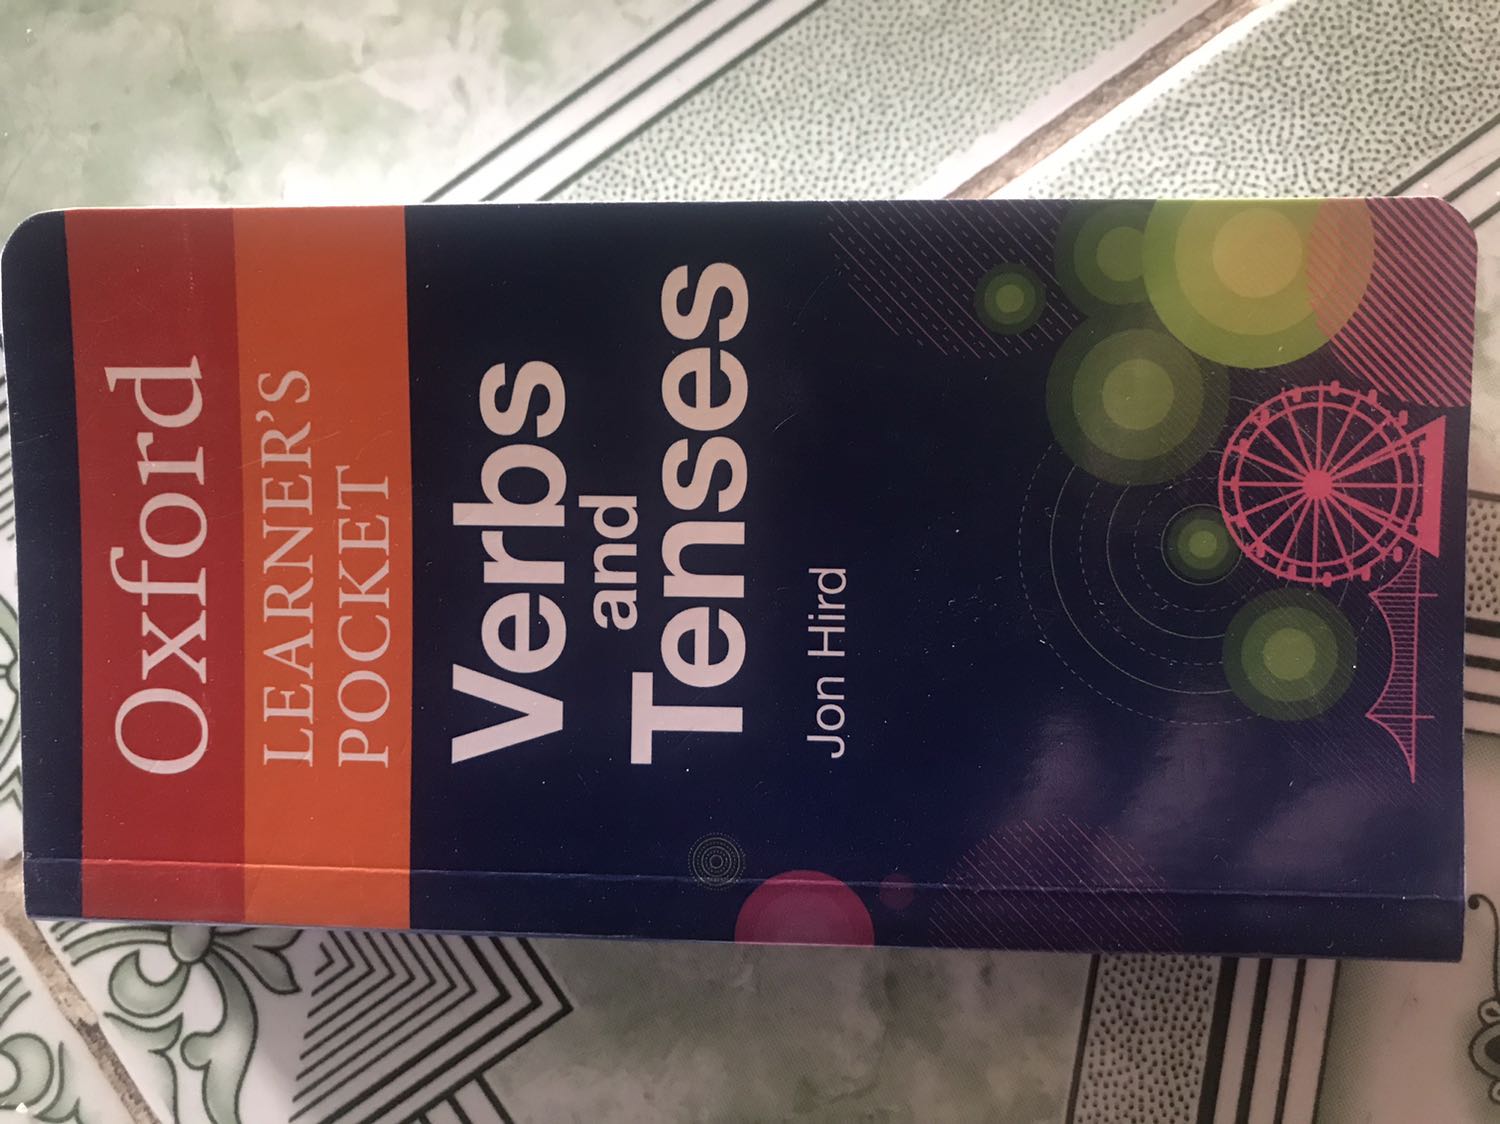 Oxford
LEARNER'S
POCKET
Verbs
and
Tenses
Jon Hird